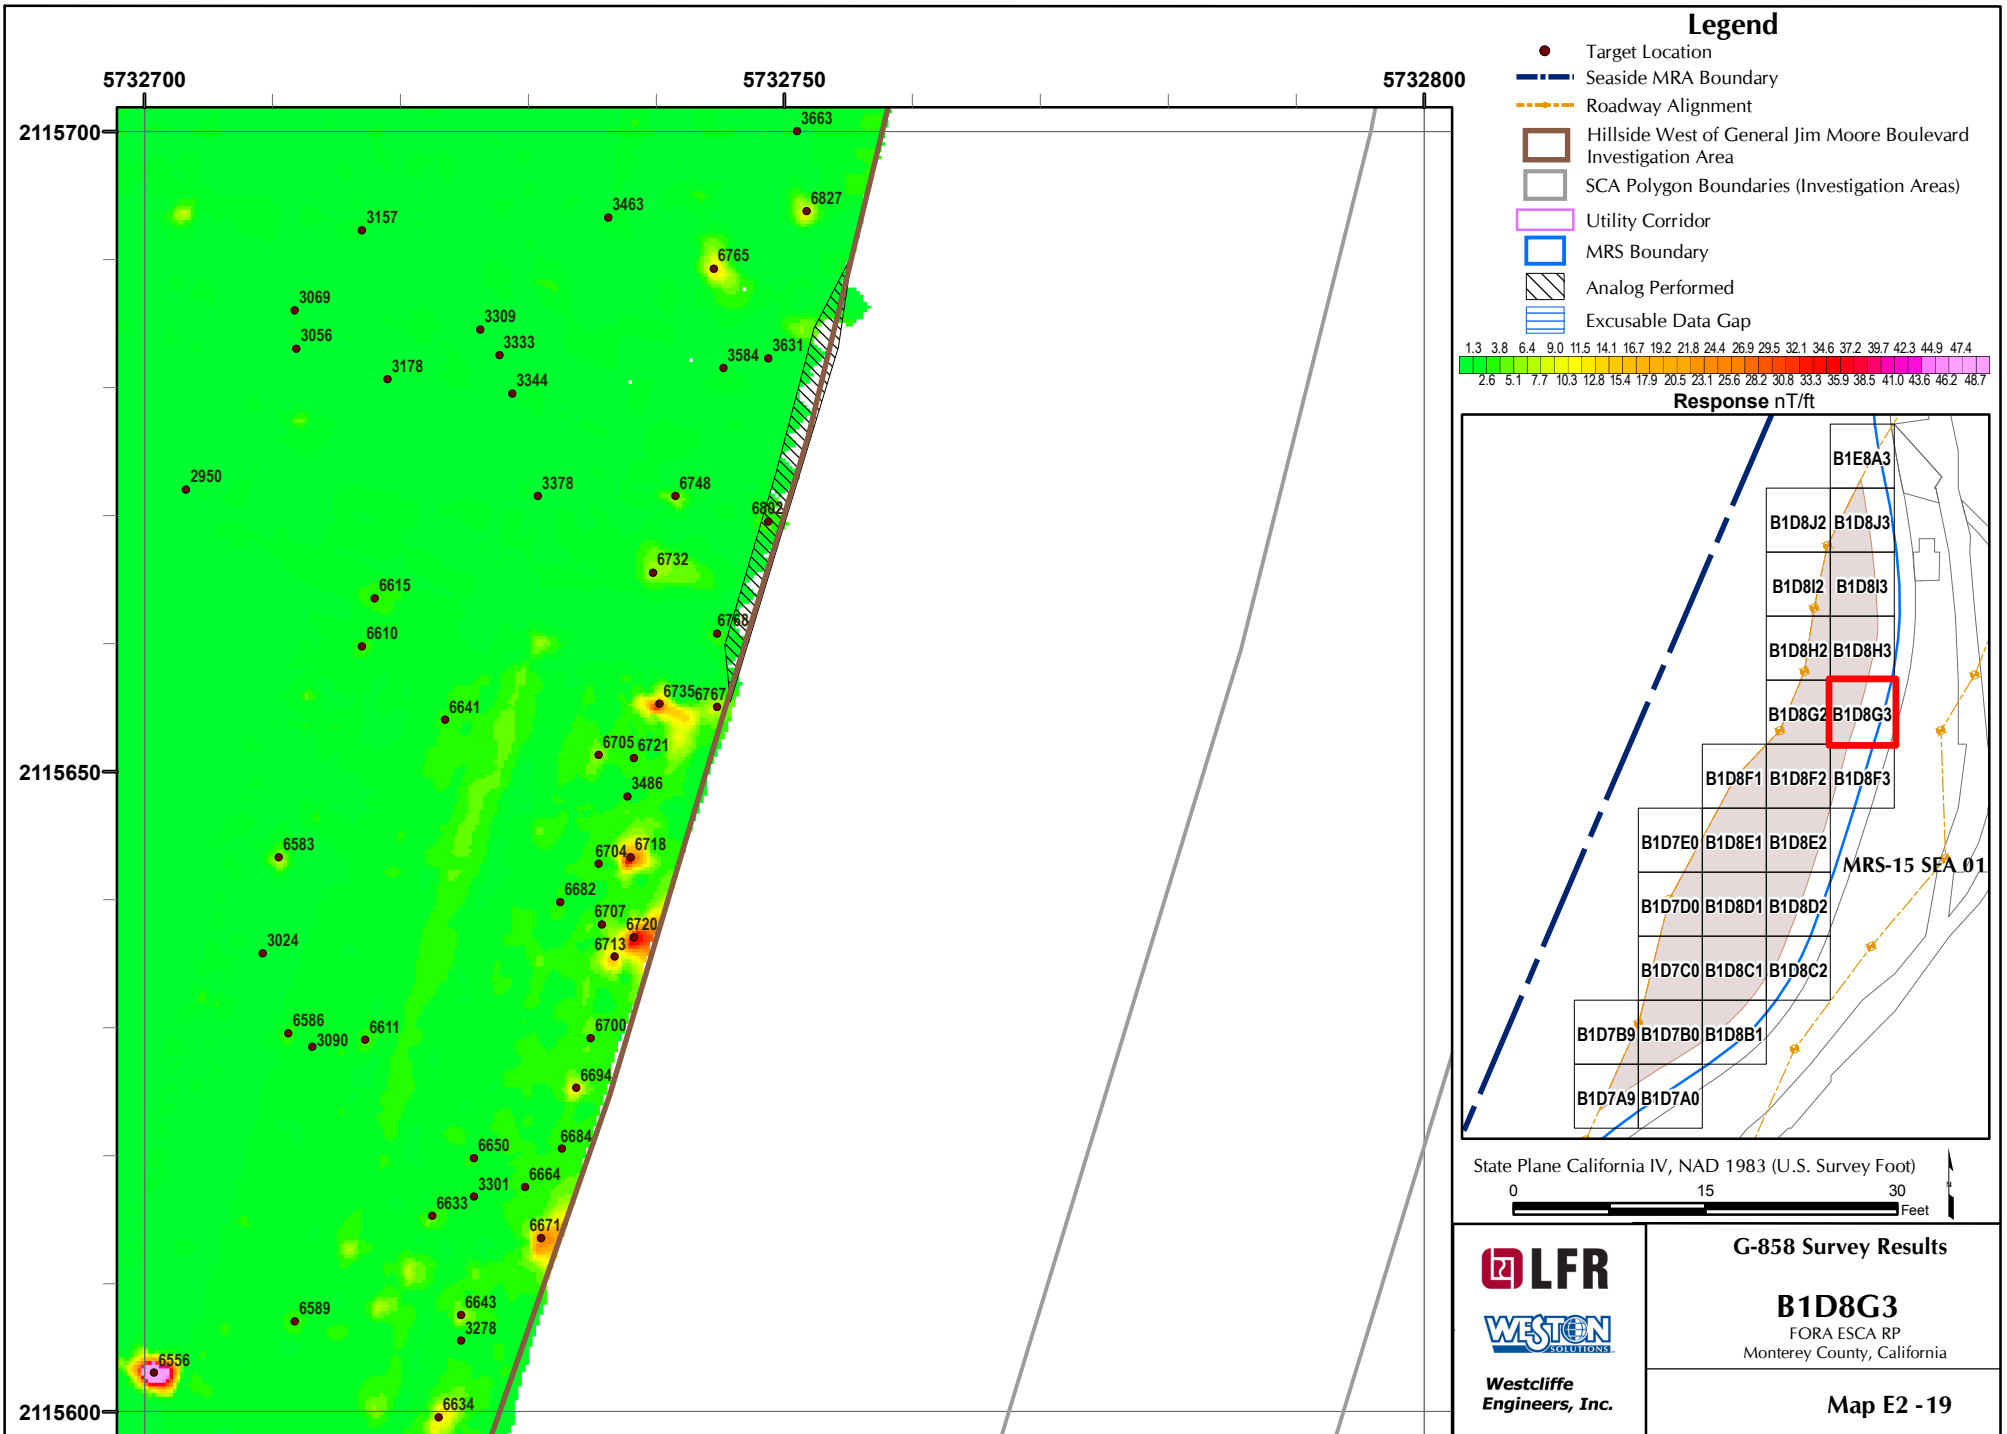 5732700
5732750
5732800
2115700
2115650
2115600
3663
3157
3463
6827
6765
3069
3309
3056
3333
3631
3584
3178
3344
2950
3378
6748
6802
6732
6615
6768
6610
6735
6767
6641
6705
6721
3486
6583
6704
6718
6682
6707
6720
3024
6713
6586
3090
6611
6700
6694
6684
6650
6664
3301
6633
6671
6589
6643
3278
6556
6634
Legend
Target Location
Seaside MRA Boundary
Roadway Alignment
Hillside West of General Jim Moore Boulevard
Investigation Area
SCA Polygon Boundaries (Investigation Areas)
Utility Corridor
MRS Boundary
Analog Performed
Excusable Data Gap
1.3 3.8 6.4 9.0 11.5 14.1 16.7 19.2 21.8 24.4 26.9 29.5 32.1 34.6 37.2 39.7 42.3 44.9 47.4
2.6 5.1 7.7 10.3 12.8 15.4 17.9 20.5 23.1 25.6 28.2 30.8 33.3 35.9 38.5 41.0 43.6 46.2 48.7
Response nT/ft
B1E8A3
B1D8J2 B1D8J3
B1D8I2 B1D8I3
B1D8H2 B1D8H3
B1D8G2 B1D8G3
B1D8F1 B1D8F2 B1D8F3
B1D7E0 B1D8E1 B1D8E2
MRS-15 SEA 01
B1D7D0 B1D8D1 B1D8D2
B1D7C0 B1D8C1 B1D8C2
B1D7B9 B1D7B0 B1D8B1
B1D7A9 B1D7A0
State Plane California IV, NAD 1983 (U.S. Survey Foot)
0 15 30
Feet
N
LFR
WESTON
SOLUTIONS
Westcliffe
Engineers, Inc.
G-858 Survey Results
B1D8G3
FORA ESCA RP
Monterey County, California
Map E2 -19